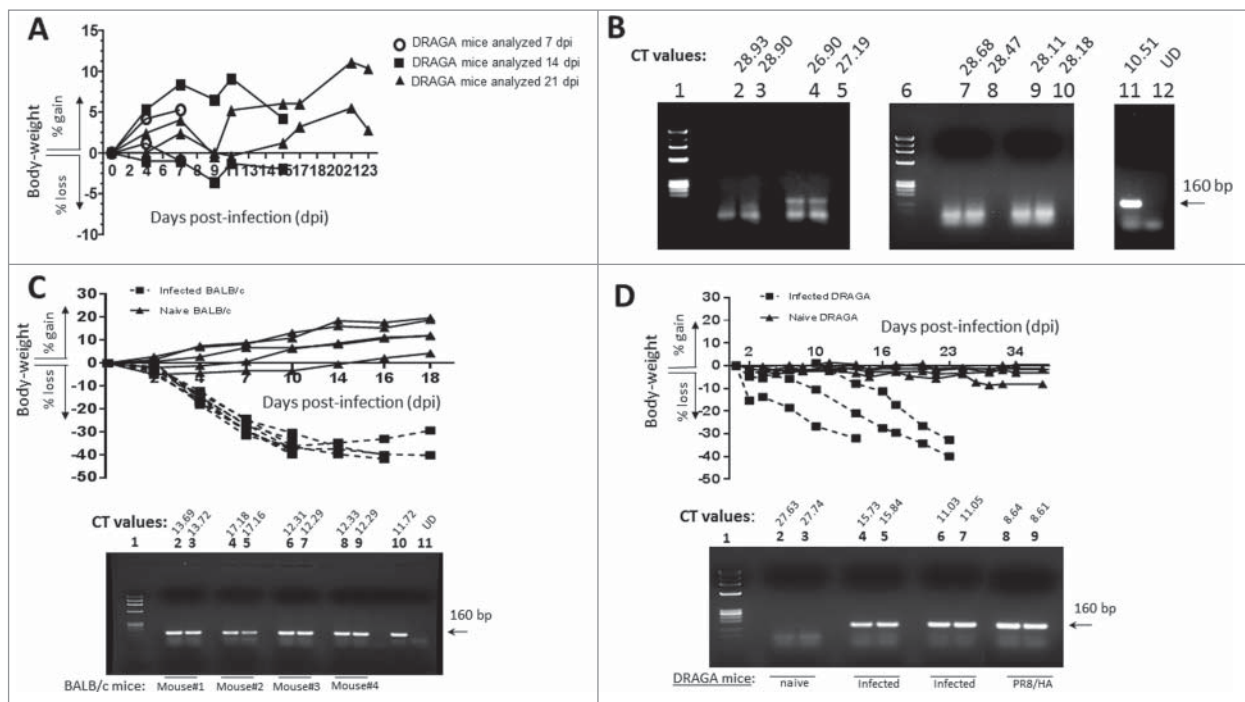 A
DRAGA mice analyzed 7 dpi
DRAGA mice analyzed 14 dpi
DRAGA mice analyzed 21 dpi
15
10
5
0
-5
-10
Body-weight
% gain
% loss
0 2 4 6 7 8 9 11 13 14 15 17 18 20 21 23
Days post-infection (dpi)
B
CT values: 28.93 28.90 26.90 27.19 28.68 28.47 28.11 28.18 10.51 UD
1 2 3 4 5 6 7 8 9 10 11 12
160 bp
C
Infected BALB/c
Naive BALB/c
30
20
10
0
-10
-20
-30
-40
-50
Body-weight
% gain
% loss
2 4 7 10 14 16 18
Days post-infection (dpi)
CT values: 13.69 13.72 17.18 17.16 12.31 12.29 12.33 12.29 11.72 UD
1 2 3 4 5 6 7 8 9 10 11
160 bp
BALB/c mice: Mouse#1 Mouse#2 Mouse#3 Mouse#4
D
Infected DRAGA
Naive DRAGA
30
20
10
0
-10
-20
-30
-40
-50
Body-weight
% gain
% loss
Days post-infection (dpi)
2 10 16 23 34
CT values: 27.63 27.74 15.73 15.84 11.03 11.05 8.64 8.61
1 2 3 4 5 6 7 8 9
160 bp
DRAGA mice: naive Infected Infected PR8/HA